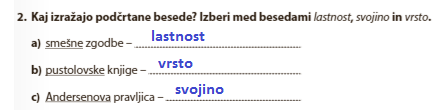 2. Kaj izražajo podčrtane besede? Izberi med besedami lastnost, svojino in vrsto.
a) smešne zgodbe – lastnost
b) pustolovske knjige – vrsto
c) Andersenova pravljica – svojino